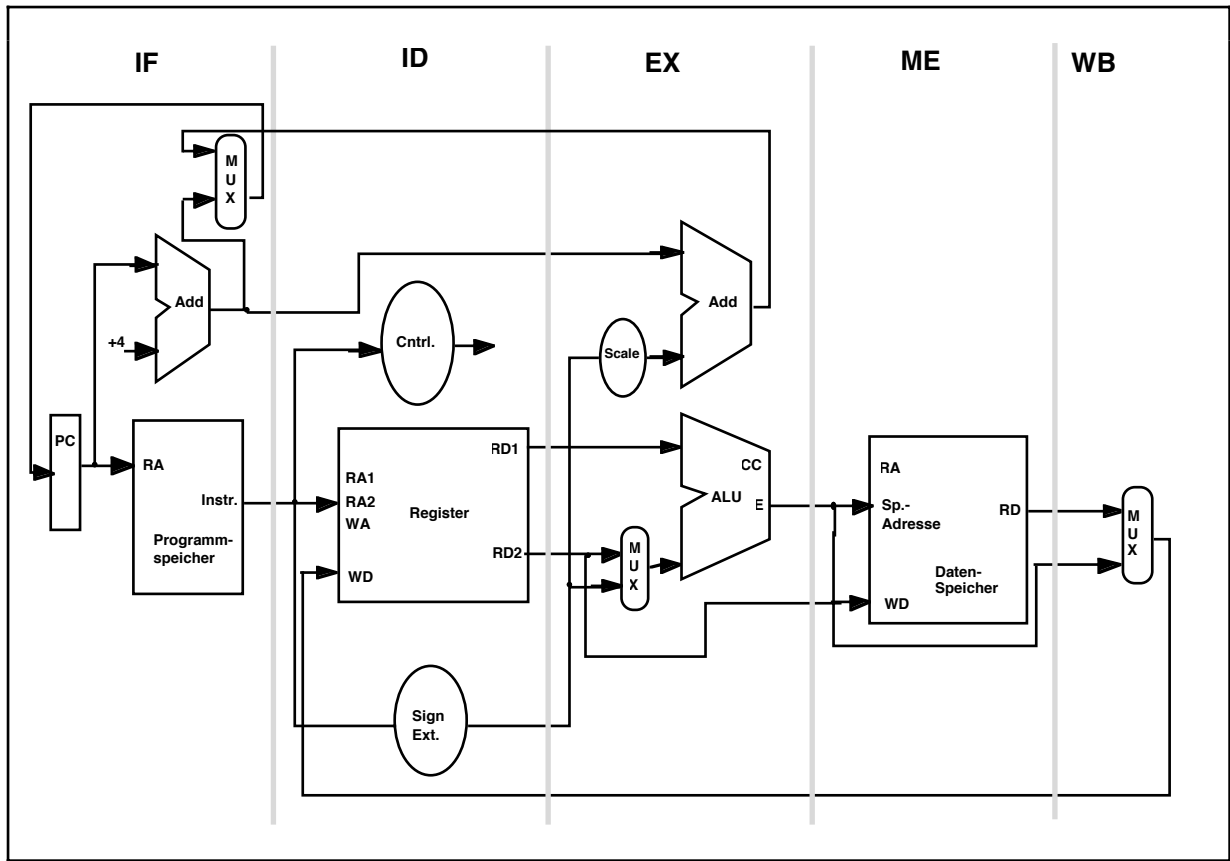 IF
ID
EX
ME
WB
M
U
X
Add
+4
Cntrl.
Scale
Add
PC
RA
Instr.
Programm-
speicher
RA1
RA2
WA
WD
Register
RD1
RD2
M
U
X
CC
ALU
E
RA
Sp.-
Adresse
RD
Daten-
Speicher
WD
M
U
X
Sign
Ext.